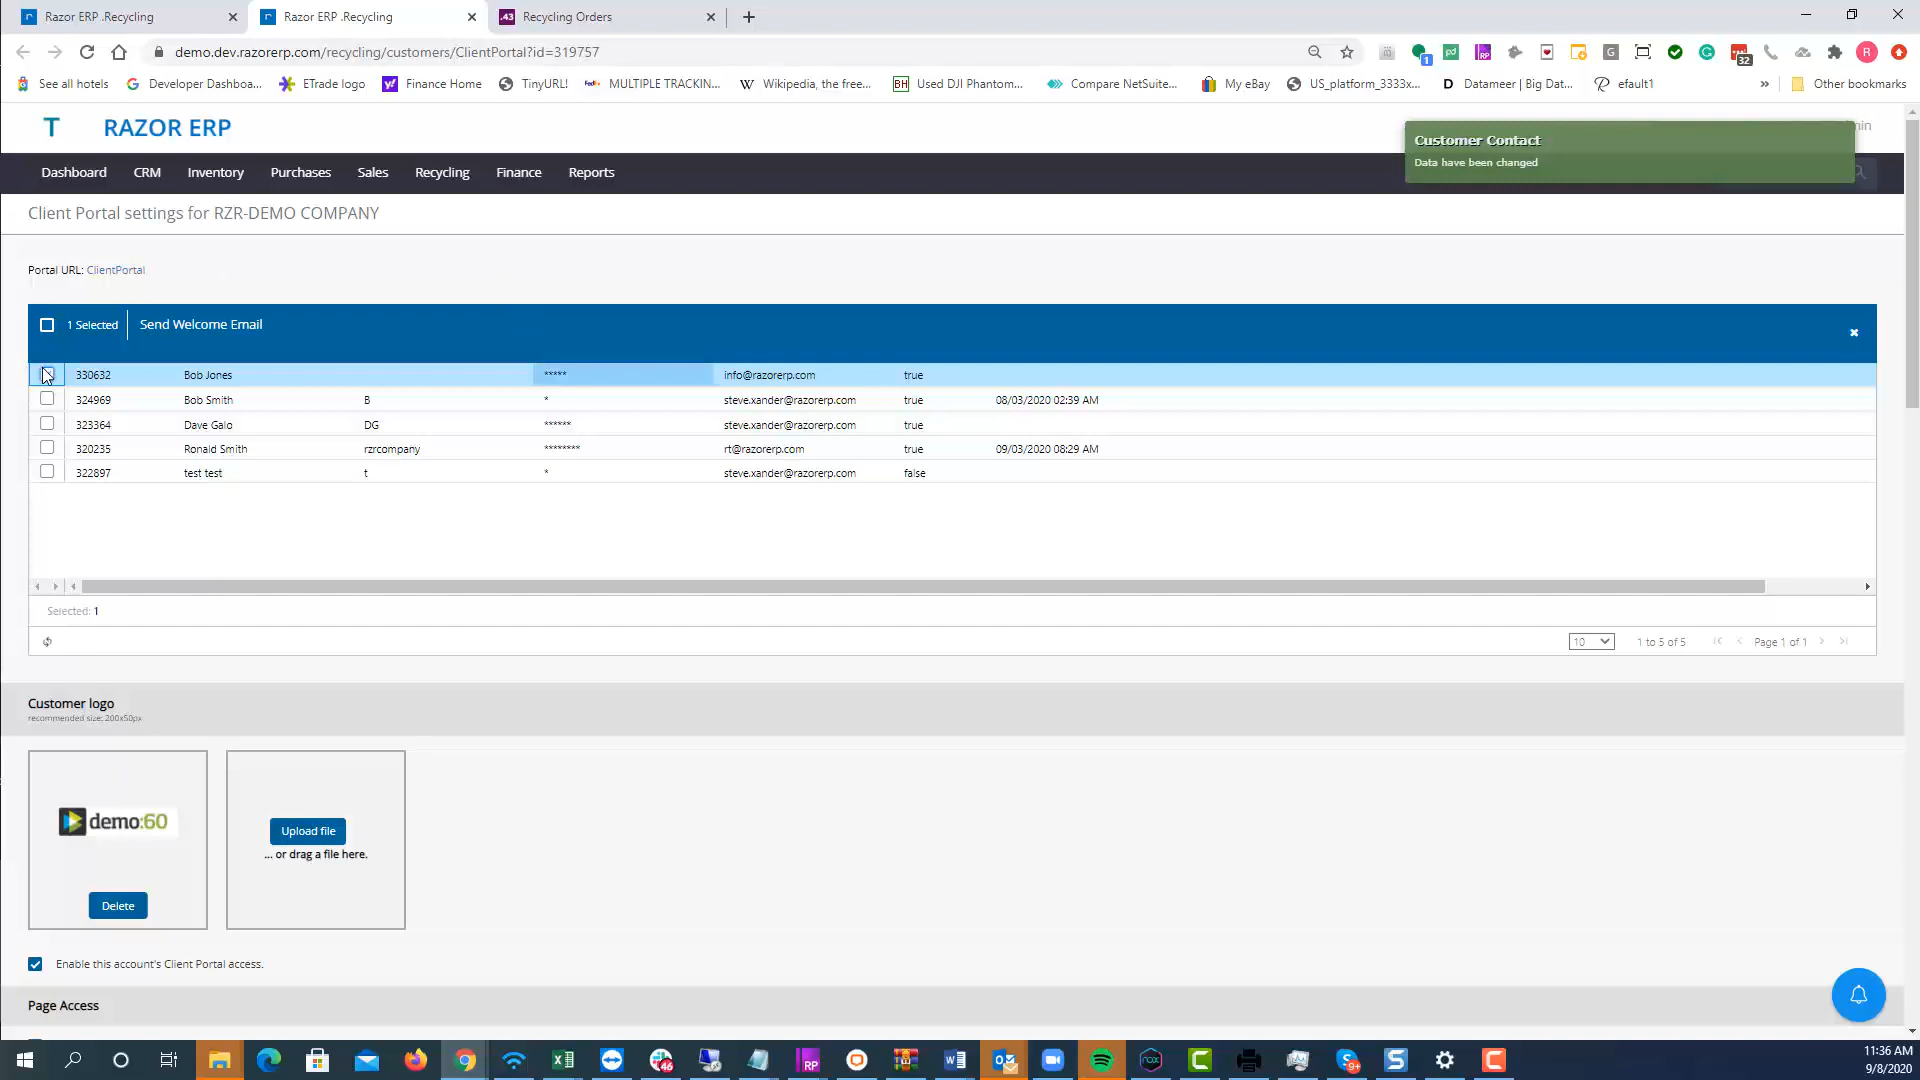 Razor ERP .Recycling
Razor ERP .Recycling
.43 Recycling Orders
demo.dev.razorerp.com/recycling/customers/ClientPortal?id=319757
See all hotels
Developer Dashboa...
ETrade logo
Finance Home
TinyURL!
MULTIPLE TRACKIN...
Wikipedia, the free...
BH Used DJI Phantom...
Compare NetSuite...
My eBay
US_platform_3333x...
D Datameer | Big Dat...
efault1
»
Other bookmarks
T RAZOR ERP
Customer Contact
Data have been changed
Dashboard CRM Inventory Purchases Sales Recycling Finance Reports
Client Portal settings for RZR-DEMO COMPANY
Portal URL: ClientPortal
1 Selected Send Welcome Email
330632 Bob Jones ***** info@razorerp.com true
324969 Bob Smith B * steve.xander@razorerp.com true 08/03/2020 02:39 AM
323364 Dave Galo DG ****** steve.xander@razorerp.com true
320235 Ronald Smith rzrcompany ******** rt@razorerp.com true 09/03/2020 08:29 AM
322897 test test t * steve.xander@razorerp.com false
Selected: 1
10 1 to 5 of 5 Page 1 of 1
Customer logo
recommended size: 200x50px
demo:60
Delete
Upload file
... or drag a file here.
Enable this account's Client Portal access.
Page Access
11:36 AM
9/8/2020